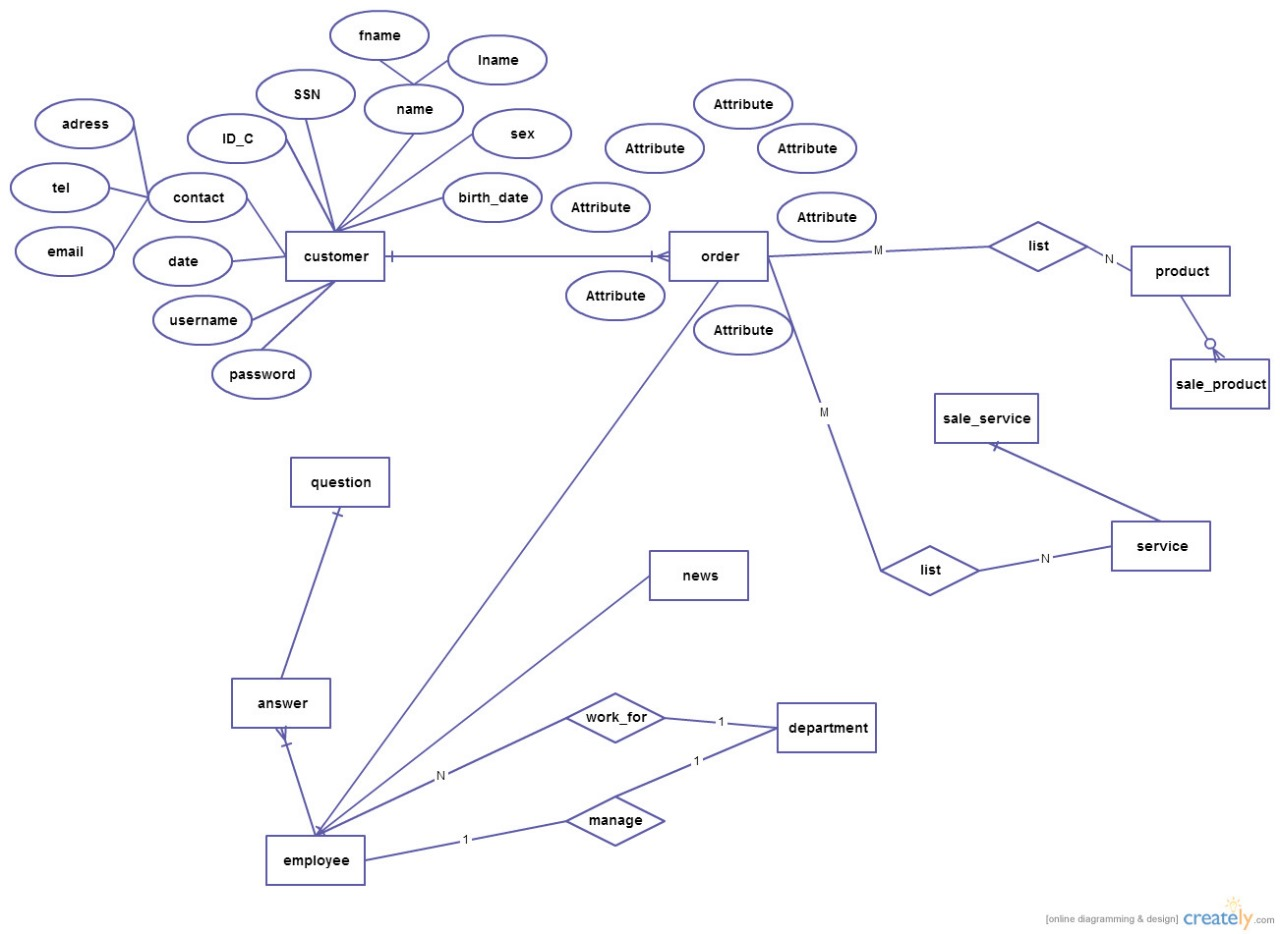 fname
lname
SSN
name
Attribute
adress
ID_C
sex
Attribute
Attribute
tel
contact
birth_date
Attribute
Attribute
email
date
customer
order
M
list
N
product
Attribute
username
Attribute
password
sale_product
M
sale_service
question
service
N
list
news
answer
work_for
1
department
N
1
manage
1
employee
[online diagramming & design] creately.com